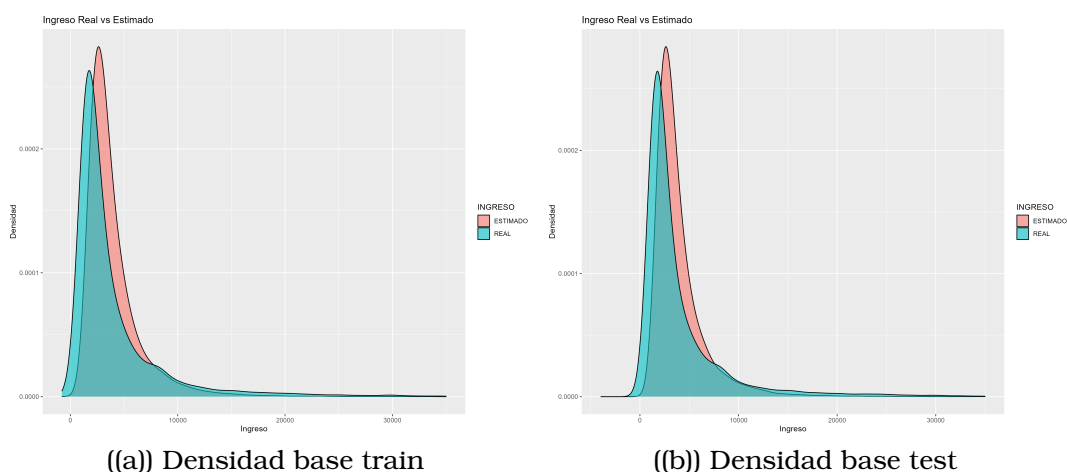 Ingreso Real vs Estimado
Densidad
0.0002
0.0001
0.0000
0
10000
20000
30000
Ingreso
INGRESO
ESTIMADO
REAL
((a)) Densidad base train
Ingreso Real vs Estimado
Densidad
0.0002
0.0001
0.0000
0
10000
20000
30000
Ingreso
INGRESO
ESTIMADO
REAL
((b)) Densidad base test